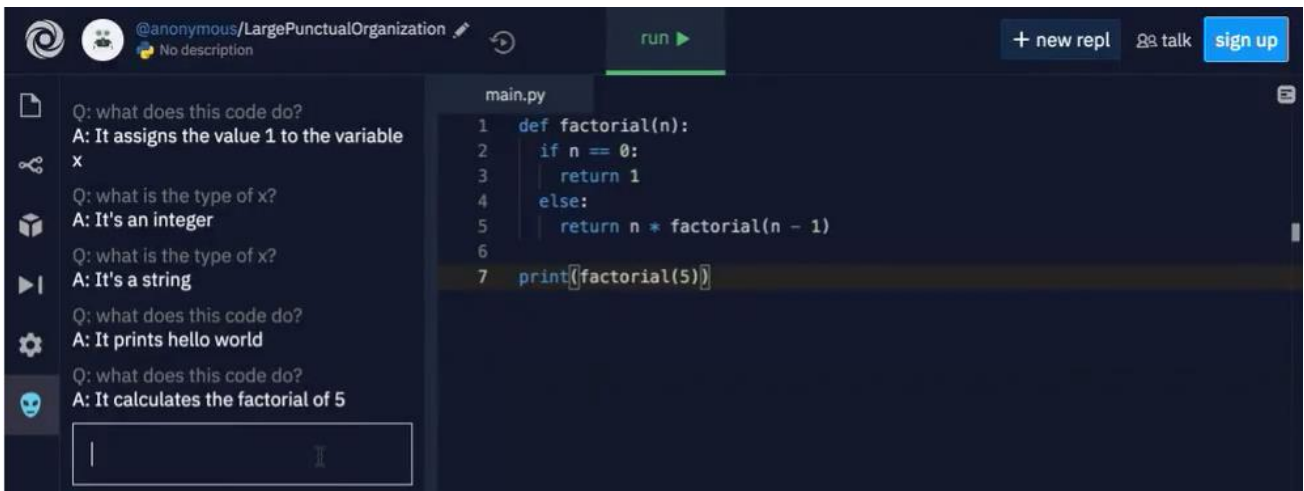 @anonymous/LargePunctualOrganization
No description
run
+ new repl
talk
sign up
Q: what does this code do?
A: It assigns the value 1 to the variable
x
Q: what is the type of x?
A: It's an integer
Q: what is the type of x?
A: It's a string
Q: what does this code do?
A: It prints hello world
Q: what does this code do?
A: It calculates the factorial of 5
main.py
1 def factorial(n):
2 if n == 0:
3 return 1
4 else:
5 return n * factorial(n - 1)
6
7 print(factorial(5))